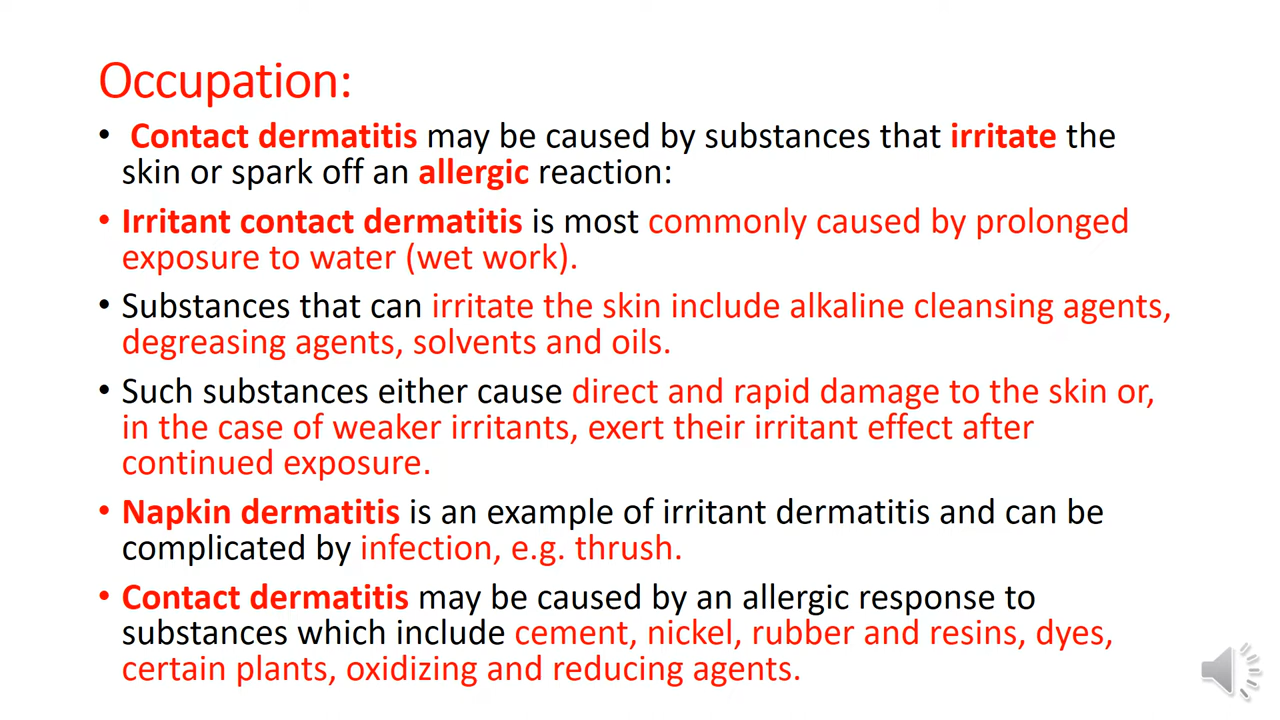 Occupation:
• Contact dermatitis may be caused by substances that irritate the
skin or spark off an allergic reaction:
• Irritant contact dermatitis is most commonly caused by prolonged
exposure to water (wet work).
• Substances that can irritate the skin include alkaline cleansing agents,
degreasing agents, solvents and oils.
• Such substances either cause direct and rapid damage to the skin or,
in the case of weaker irritants, exert their irritant effect after
continued exposure.
• Napkin dermatitis is an example of irritant dermatitis and can be
complicated by infection, e.g. thrush.
• Contact dermatitis may be caused by an allergic response to
substances which include cement, nickel, rubber and resins, dyes,
certain plants, oxidizing and reducing agents.